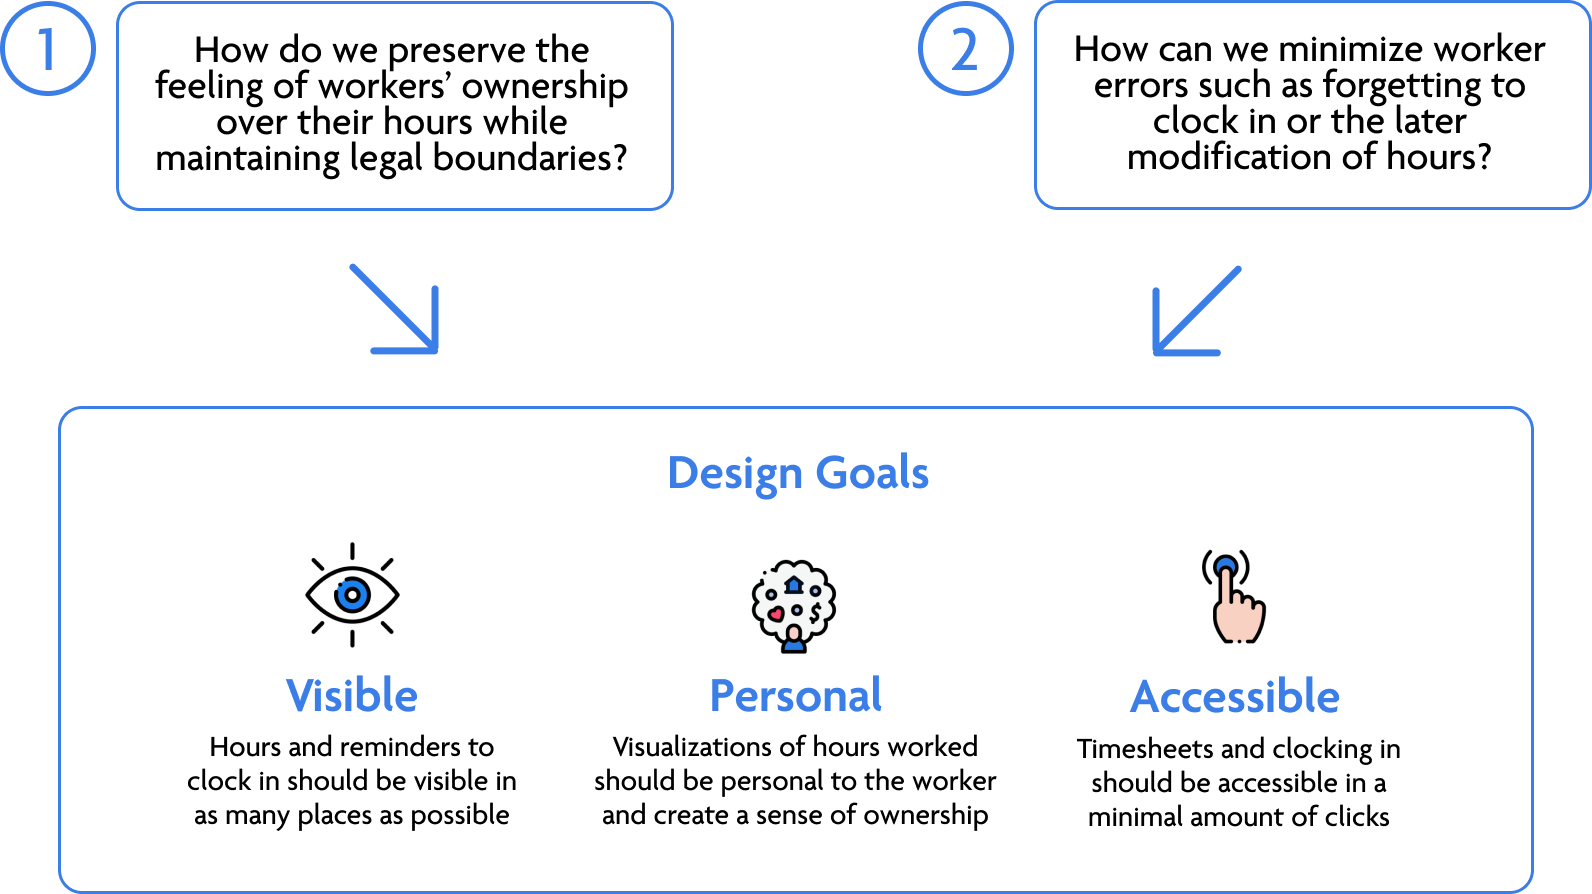 1
How do we preserve the
feeling of workers’ ownership
over their hours while
maintaining legal boundaries?
2
How can we minimize worker
errors such as forgetting to
clock in or the later
modification of hours?
Design Goals
$
Visible
Hours and reminders to
clock in should be visible in
as many places as possible
Personal
Visualizations of hours worked
should be personal to the worker
and create a sense of ownership
Accessible
Timesheets and clocking in
should be accessible in a
minimal amount of clicks